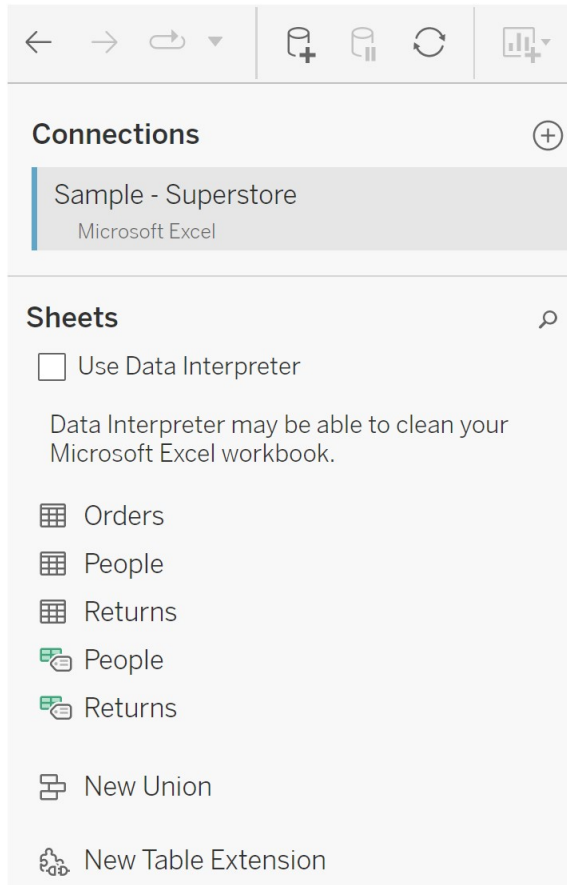 Connections
Sample - Superstore
Microsoft Excel
Sheets
Use Data Interpreter
Data Interpreter may be able to clean your
Microsoft Excel workbook.
Orders
People
Returns
People
Returns
New Union
New Table Extension